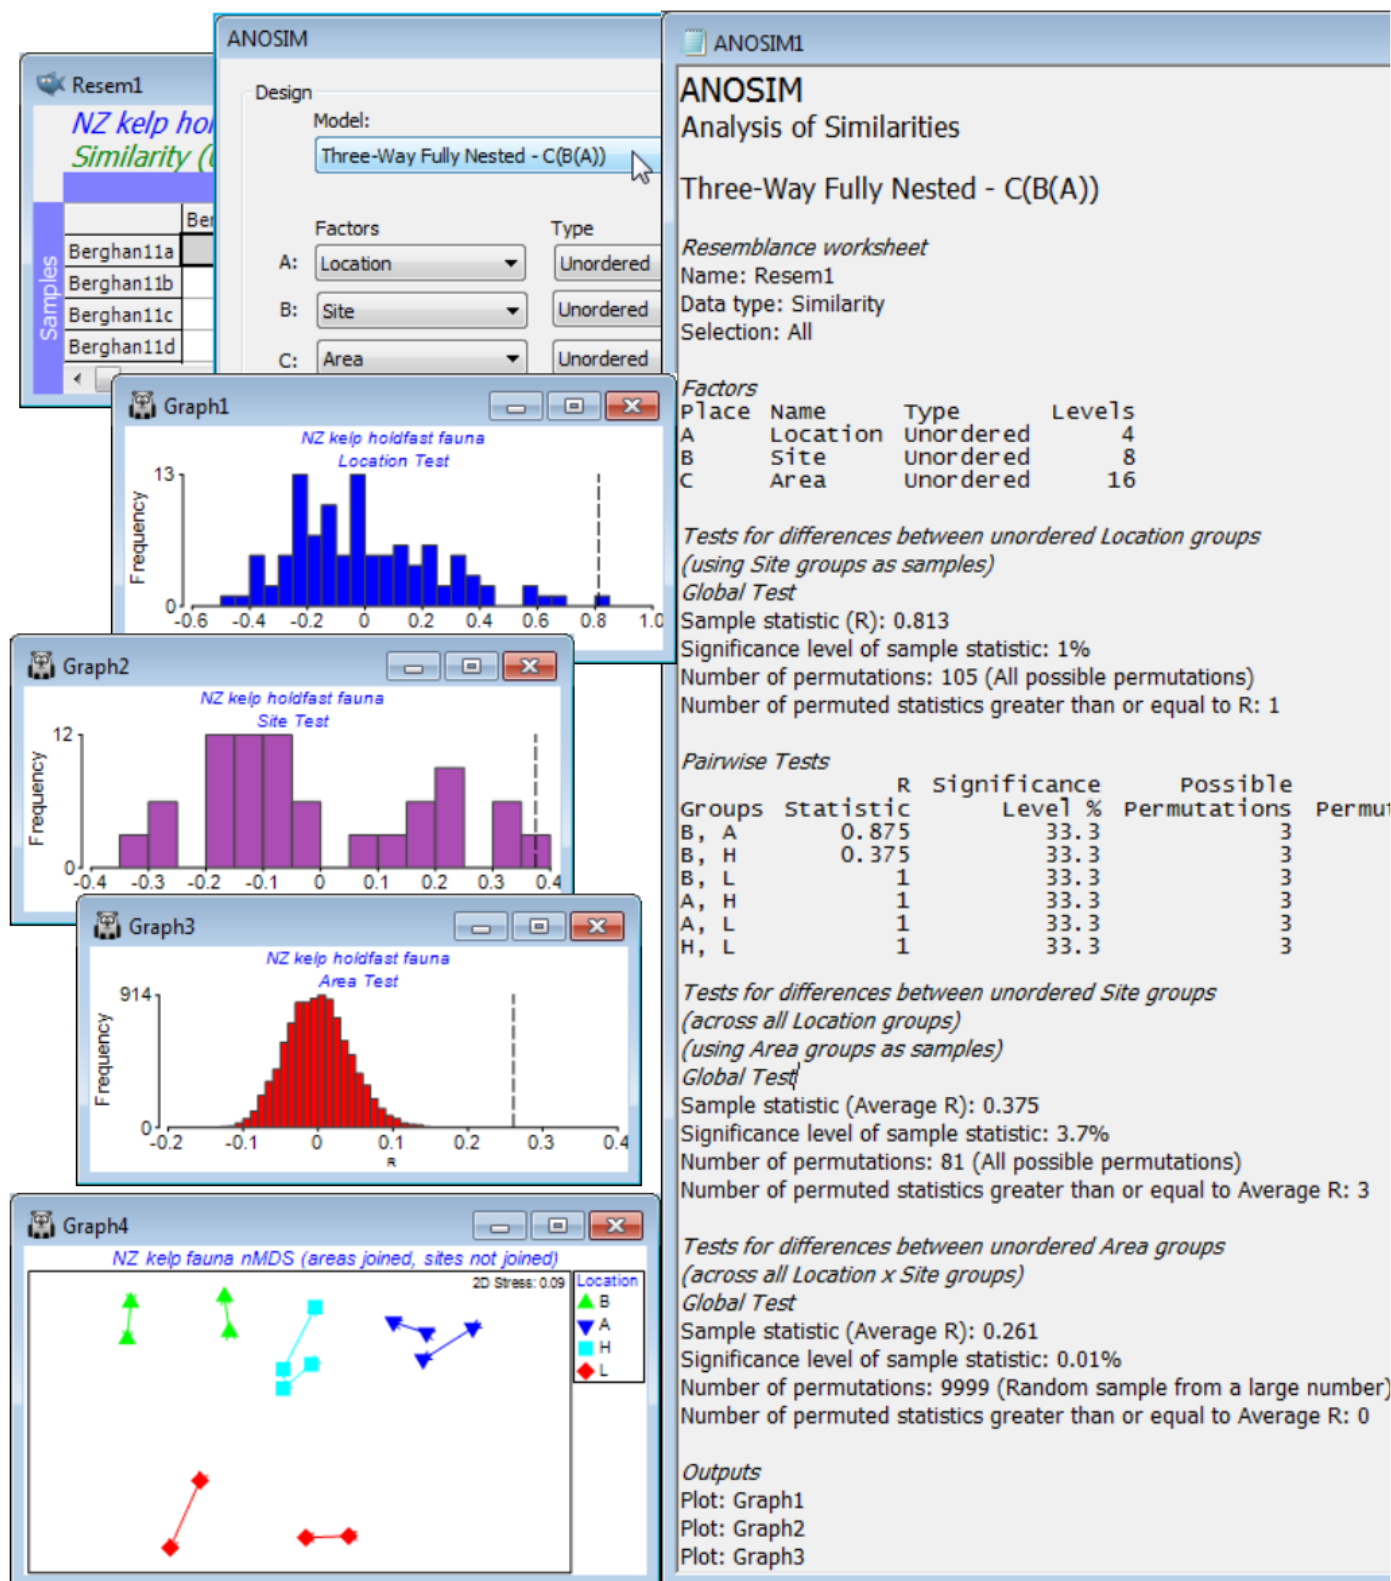 Resem1
NZ kelp hol
Similarity (
Ber
Samples
Berghan11a
Berghan11b
Berghan11c
Berghan11d
ANOSIM
Design
Model:
Three-Way Fully Nested - C(B(A))
Factors Type
A: Location Unordered
B: Site Unordered
C: Area Unordered
Graph1
NZ kelp holdfast fauna
Location Test
13
Frequency
0
-0.6 -0.4 -0.2 0 0.2 0.4 0.6 0.8 1.0
Graph2
NZ kelp holdfast fauna
Site Test
12
Frequency
0
-0.4 -0.3 -0.2 -0.1 0 0.1 0.2 0.3 0.4
Graph3
NZ kelp holdfast fauna
Area Test
914
Frequency
0
-0.2 -0.1 0 0.1 0.2 0.3 0.4
R
Graph4
NZ kelp fauna nMDS (areas joined, sites not joined)
2D Stress: 0.09
Location
B
A
H
L
ANOSIM1
ANOSIM
Analysis of Similarities
Three-Way Fully Nested - C(B(A))
Resemblance worksheet
Name: Resem1
Data type: Similarity
Selection: All
Factors
Place Name Type Levels
A Location Unordered 4
B Site Unordered 8
C Area Unordered 16
Tests for differences between unordered Location groups
(using Site groups as samples)
Global Test
Sample statistic (R): 0.813
Significance level of sample statistic: 1%
Number of permutations: 105 (All possible permutations)
Number of permuted statistics greater than or equal to R: 1
Pairwise Tests
R Significance Possible
Groups Statistic Level % Permutations Permut
B, A 0.875 33.3 3
B, H 0.375 33.3 3
B, L 1 33.3 3
A, H 1 33.3 3
A, L 1 33.3 3
H, L 1 33.3 3
Tests for differences between unordered Site groups
(across all Location groups)
(using Area groups as samples)
Global Test
Sample statistic (Average R): 0.375
Significance level of sample statistic: 3.7%
Number of permutations: 81 (All possible permutations)
Number of permuted statistics greater than or equal to Average R: 3
Tests for differences between unordered Area groups
(across all Location x Site groups)
Global Test
Sample statistic (Average R): 0.261
Significance level of sample statistic: 0.01%
Number of permutations: 9999 (Random sample from a large number)
Number of permuted statistics greater than or equal to Average R: 0
Outputs
Plot: Graph1
Plot: Graph2
Plot: Graph3